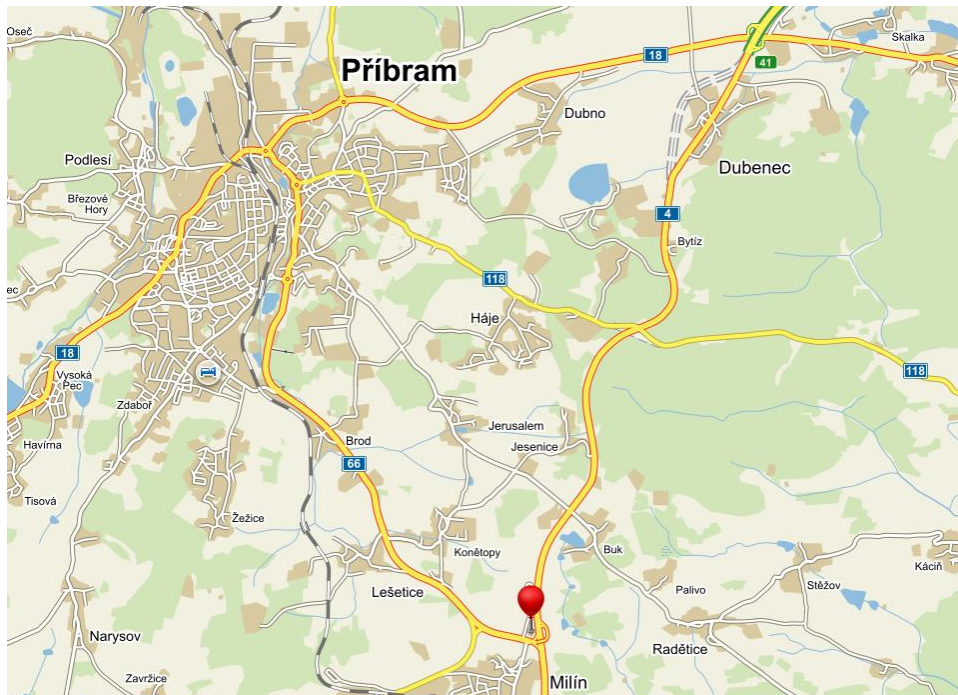 Oseč
Skalka
18
41
Příbram
Dubno
Podlesí
Dubenec
Březové
Hory
4
Bytíz
ec
118
Háje
18
Vysoká
Pec
118
Zdaboř
Jerusalem
Havírna
Brod
Jesenice
66
Tisová
Žežice
Konětopy
Buk
Lešetice
Palivo
Stěžov
Káciň
Narysov
Radětice
Zavržice
Milín